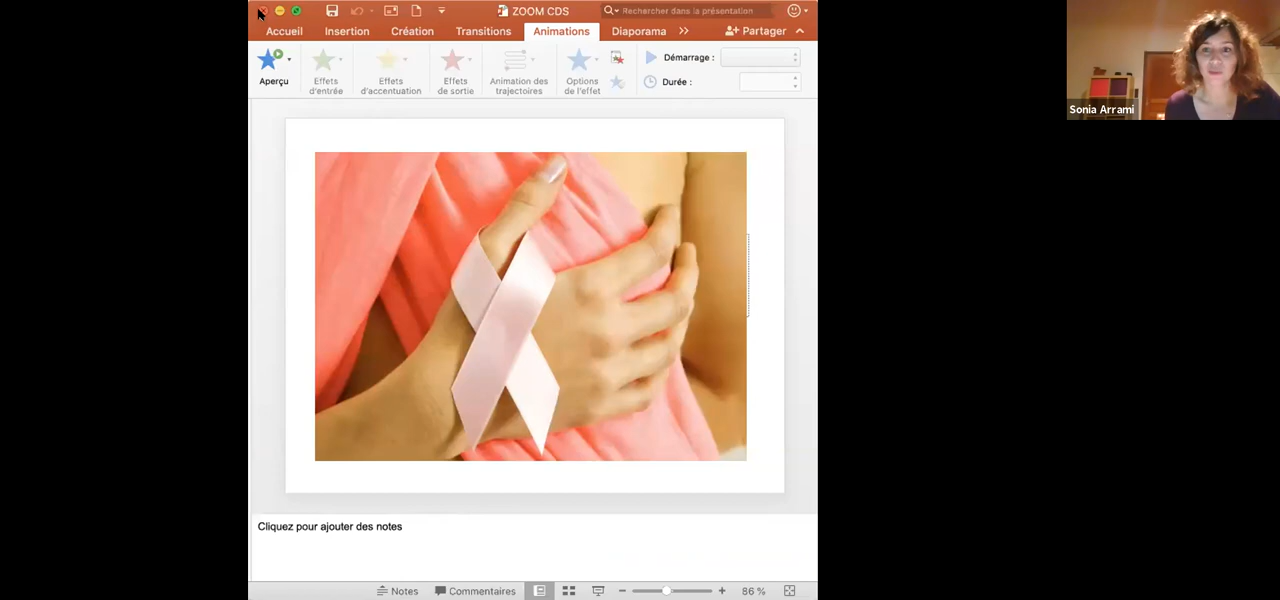 ZOOM CDS
Rechercher dans la présentation
Accueil
Insertion
Création
Transitions
Animations
Diaporama
Partager
Aperçu
Effets
d'entrée
Effets
d'accentuation
Effets
de sortie
Animation des
trajectoires
Options
de l'effet
Démarrage :
Durée :
Sonia Arrami
Cliquez pour ajouter des notes
Notes
Commentaires
86 %